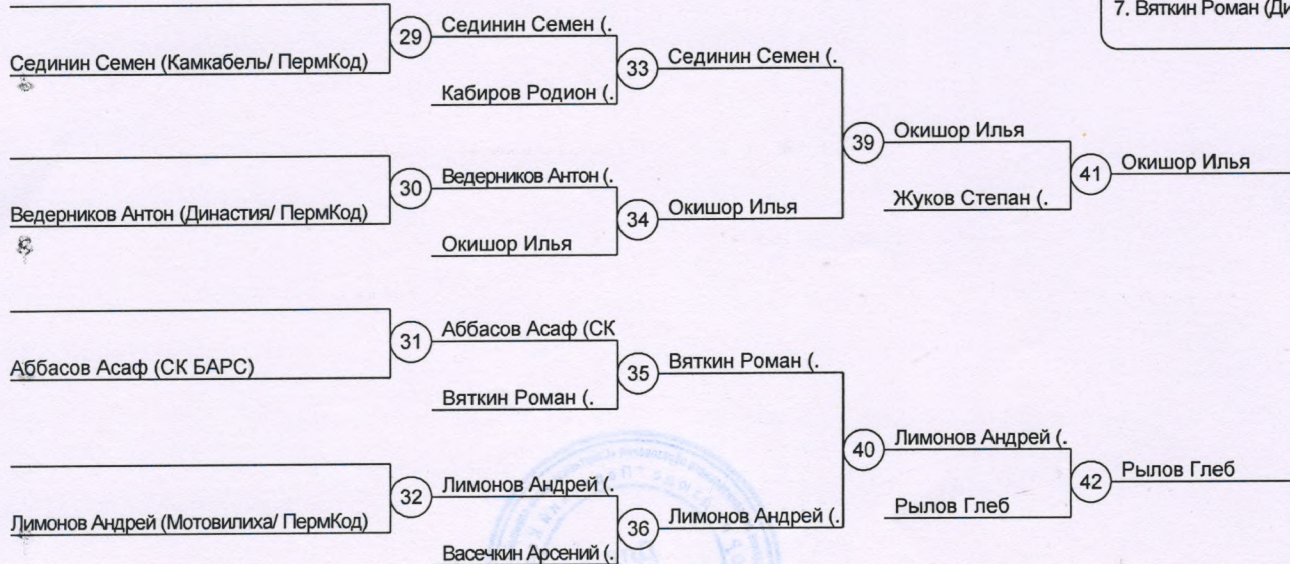 7. Вяткин Роман (Ди
29
Сединин Семен (.
Сединин Семен (Камкабель/ ПермКод)
33
Сединин Семен (.
Кабиров Родион (.
39
Окишор Илья
30
Ведерников Антон (.
41
Окишор Илья
Ведерников Антон (Династия/ ПермКод)
34
Окишор Илья
Жуков Степан (.
Окишор Илья
31
Аббасов Асаф (СК
Аббасов Асаф (СК БАРС)
35
Вяткин Роман (.
Вяткин Роман (.
40
Лимонов Андрей (.
32
Лимонов Андрей (.
42
Рылов Глеб
Лимонов Андрей (Мотовилиха/ ПермКод)
36
Лимонов Андрей (.
Рылов Глеб
Васечкин Арсений (.